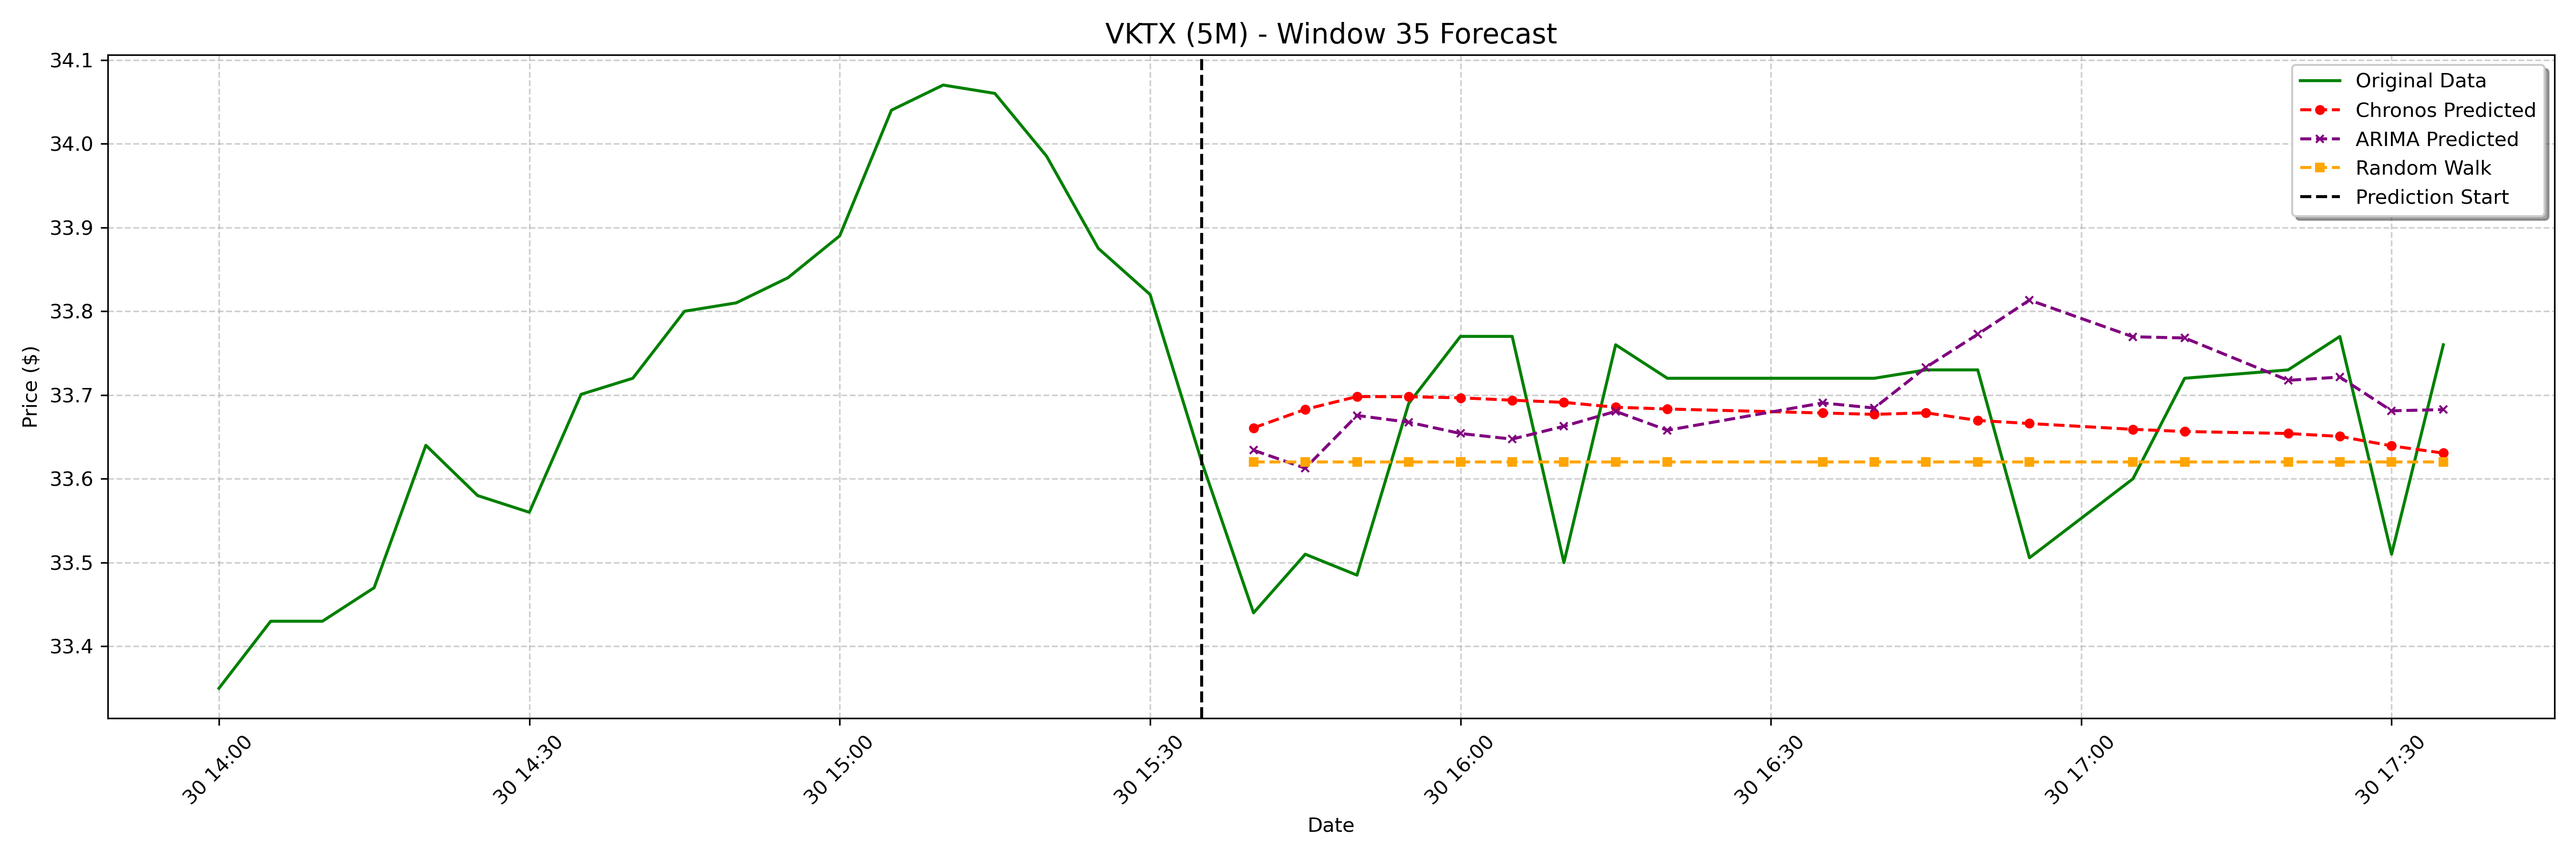 VKTX (5M) - Window 35 Forecast
34.1
34.0
33.9
33.8
33.7
33.6
33.5
33.4
Price ($)
Original Data
Chronos Predicted
ARIMA Predicted
Random Walk
Prediction Start
30 14:00
30 14:30
30 15:00
30 15:30
30 16:00
30 16:30
30 17:00
30 17:30
Date